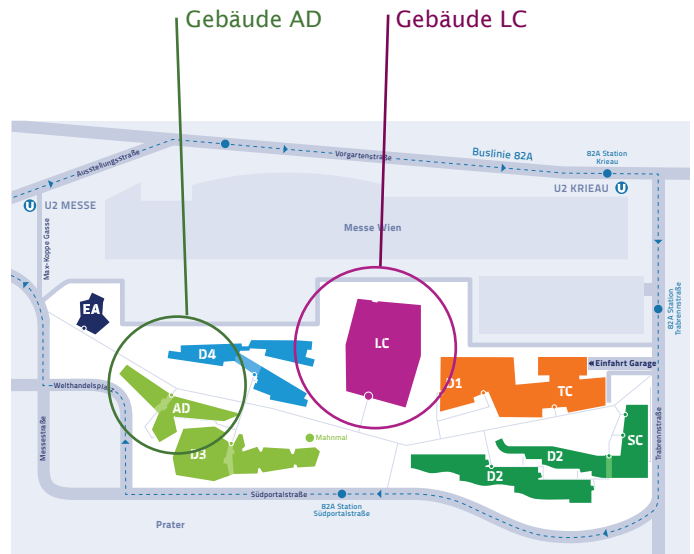 Gebäude AD
Gebäude LC
Ausstellungsstraße
Vorgartenstraße
Buslinie 82A
82A Station
Krieau
U2 KRIEAU U
U U2 MESSE
Max-Koppe Gasse
Messe Wien
82A Station
Trabrennstraße
EA
D4
LC
D1
TC
Einfahrt Garage
Welthandelsplatz
AD
D3
Mahnmal
D2
D2
SC
Messestraße
Trabrennstraße
Südportalstraße
82A Station
Südportalstraße
Prater